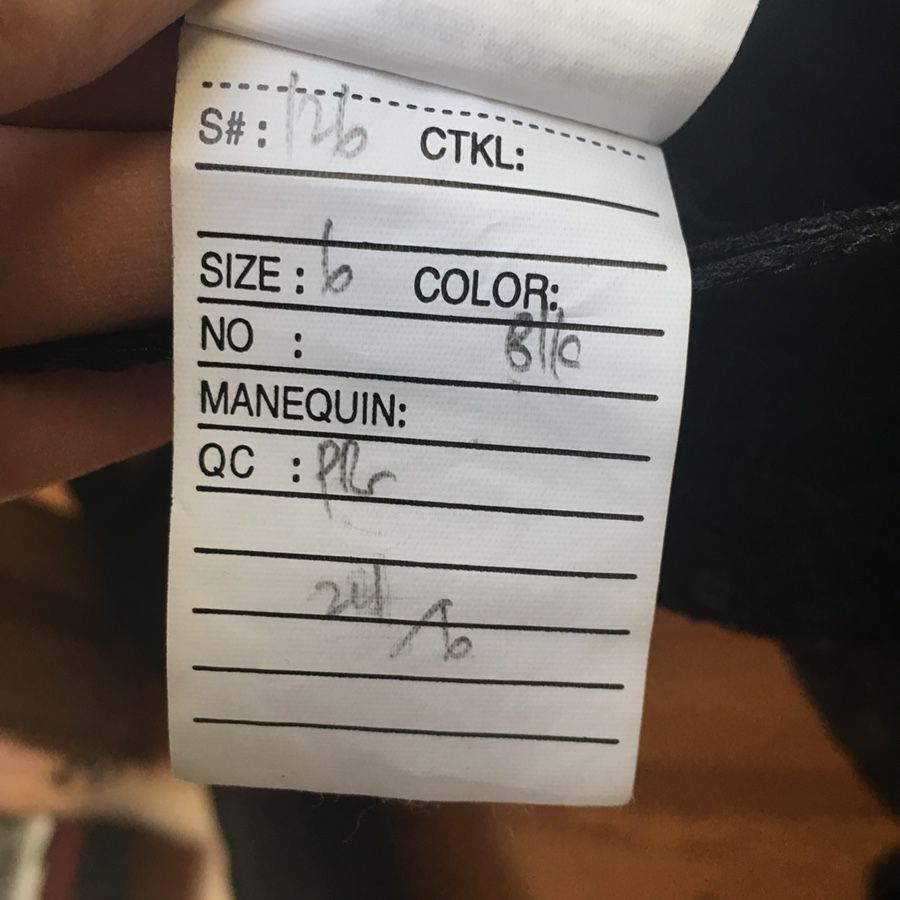 S#: 126 CTKL:
SIZE: 6 COLOR:
NO :
MANEQUIN:
QC :